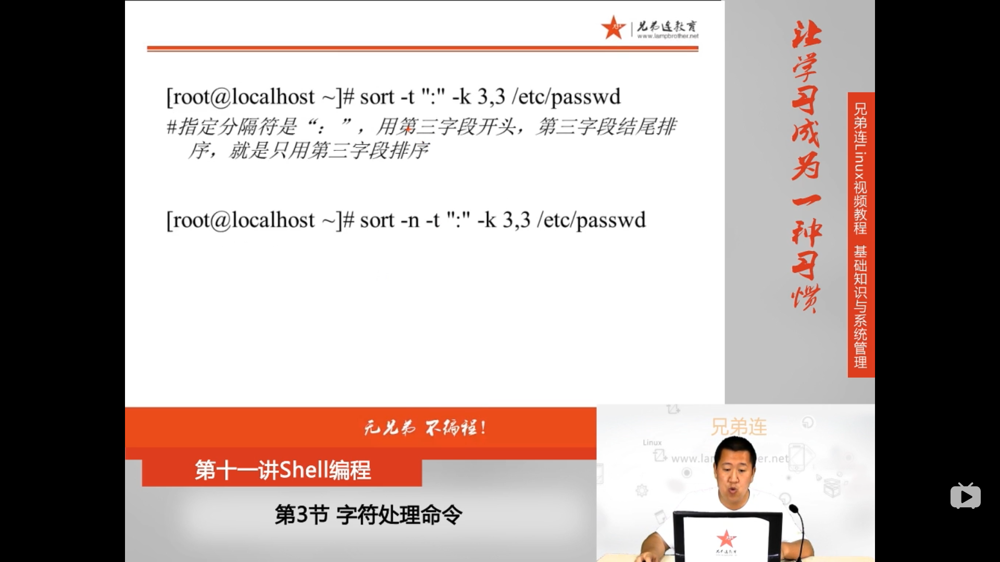 兄弟连教育
www.lampbrother.net
[root@localhost ~]# sort -t ":" -k 3,3 /etc/passwd
#指定分隔符是“：”，用第三字段开头，第三字段结尾排
序，就是只用第三字段排序
[root@localhost ~]# sort -n -t ":" -k 3,3 /etc/passwd
让学习成为一种习惯
兄弟连Linux视频教程 基础知识与系统管理
无兄弟 不编程！
第十一讲Shell编程
第3节 字符处理命令
兄弟连
Linux
www.la er.net
兄弟连教育